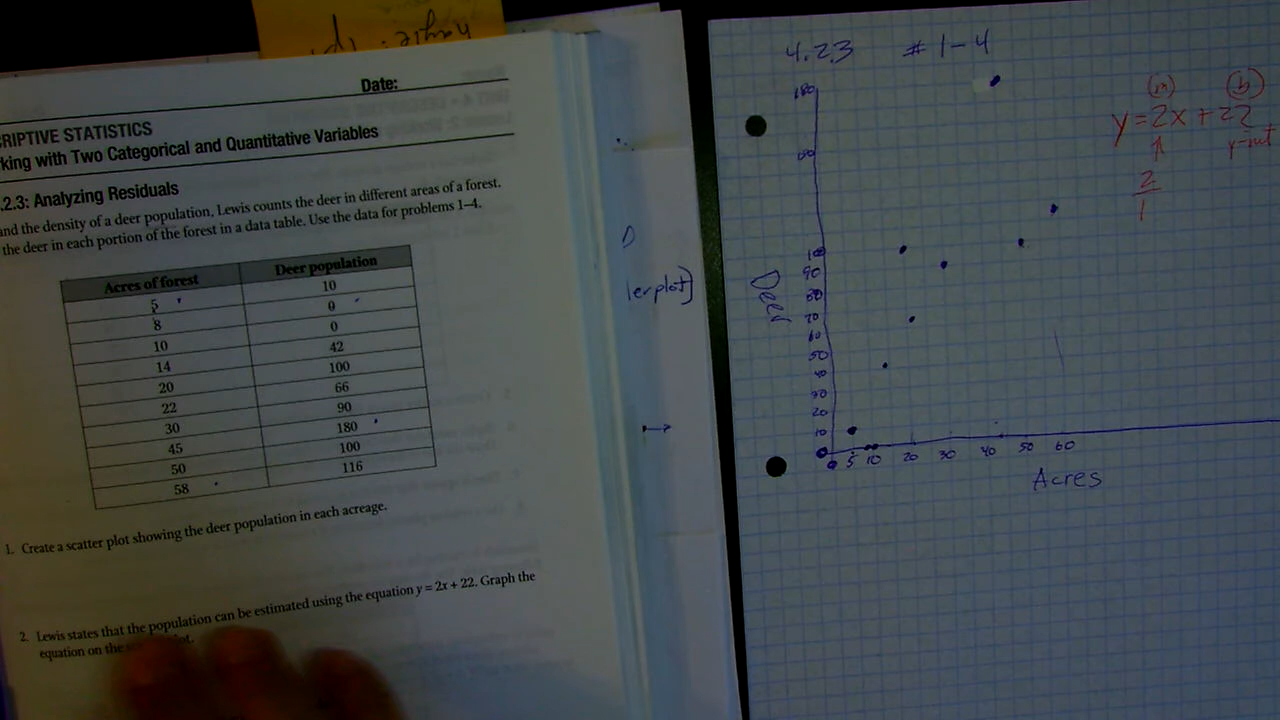 Date:
RIPTIVE STATISTICS
king with Two Categorical and Quantitative Variables
.2.3: Analyzing Residuals
and the density of a deer population, Lewis counts the deer in different areas of a forest.
the deer in each portion of the forest in a data table. Use the data for problems 1–4.
Acres of forest Deer population
5 10
8 0
10 0
14 42
20 100
22 66
30 90
45 180
50 100
58 116
1. Create a scatter plot showing the deer population in each acreage.
2. Lewis states that the population can be estimated using the equation y = 2x + 22. Graph the
equation on the
lerplot)
4.2.3 #1-4
180
90
80
70
60
50
40
30
20
10
0
Deer
0 5 10 20 30 40 50 60
Acres
(m) (b)
y=2x+22
y-int
2
1